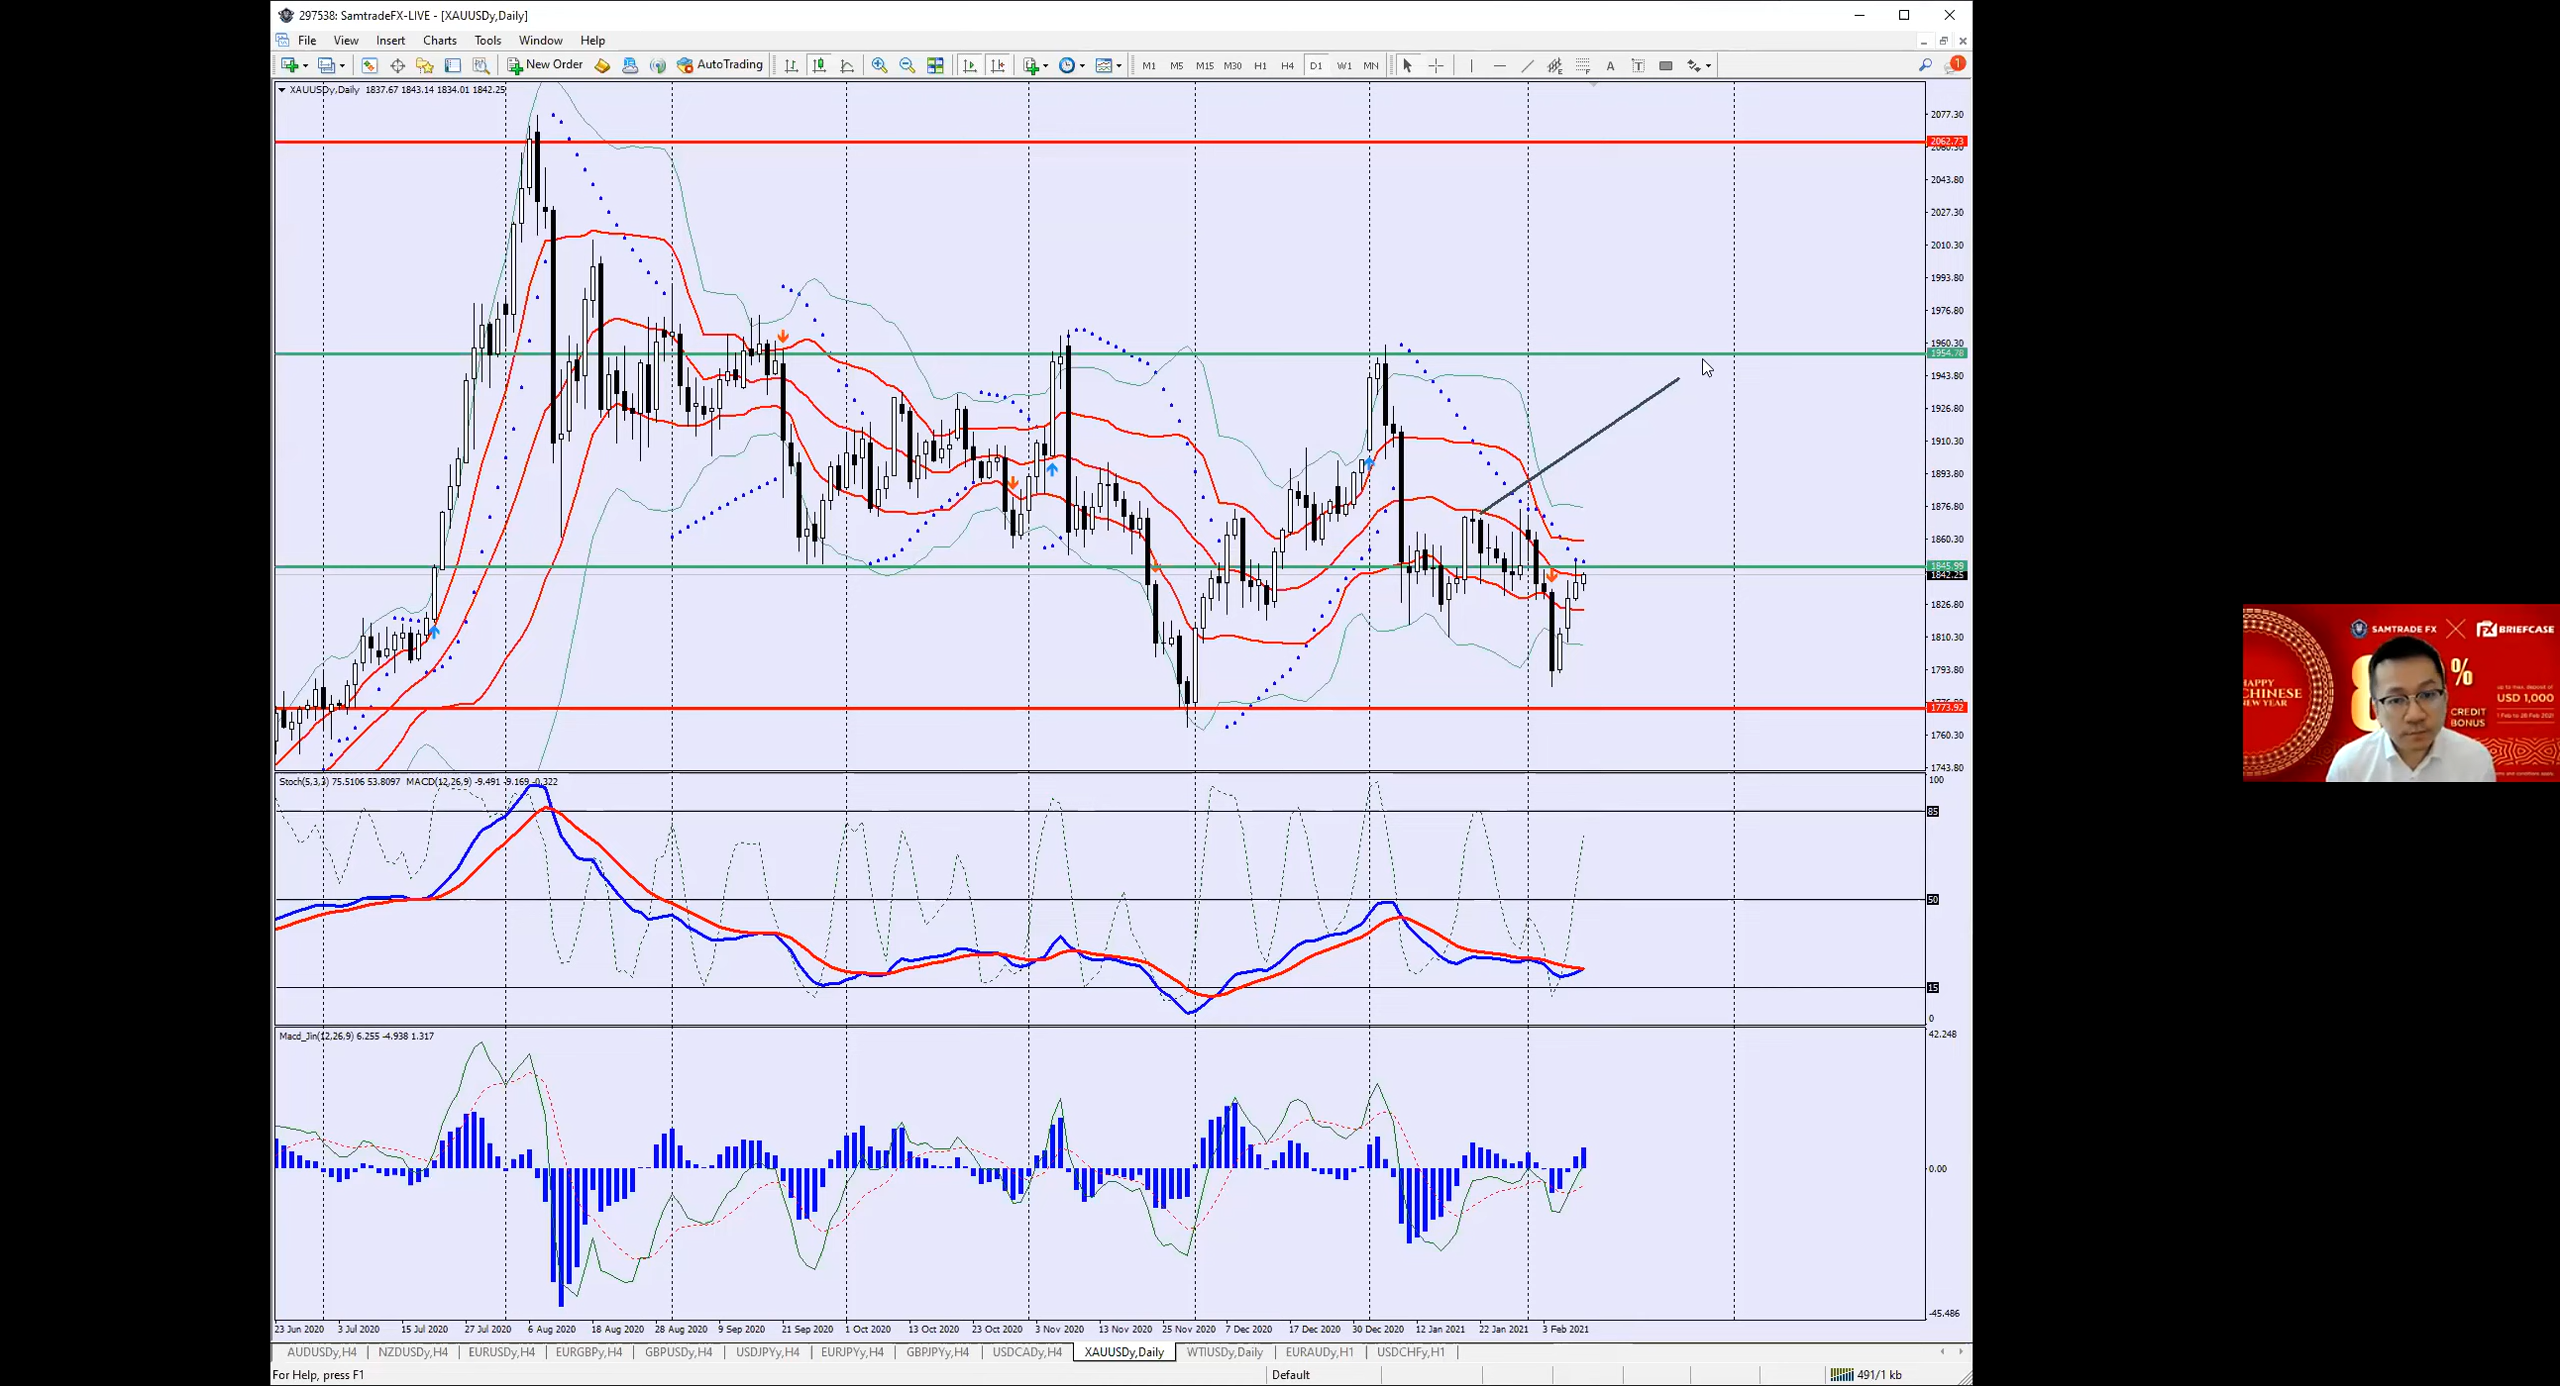 297538: SamtradeFX-LIVE - [XAUUSDy,Daily]
File View Insert Charts Tools Window Help
New Order AutoTrading M1 M5 M15 M30 H1 H4 D1 W1 MN A T 1
XAUUSDy,Daily 1837.67 1843.14 1834.01 1842.25
2077.30
2062.73
2043.80
2027.30
2010.30
1993.80
1976.80
1960.30
1954.78
1943.80
1926.80
1910.30
1893.80
1876.80
1860.30
1845.99
1842.25
1826.80
1810.30
1793.80
1773.92
1760.30
1743.80
Stoch(5,3,3) 75.5106 53.8097 MACD(12,26,9) -9.491 -9.169 -0.322
100
85
50
15
0
Macd_Jin(12,26,9) 6.255 -4.938 1.317
42.248
0.00
-45.486
23 Jun 2020 3 Jul 2020 15 Jul 2020 27 Jul 2020 6 Aug 2020 18 Aug 2020 28 Aug 2020 9 Sep 2020 21 Sep 2020 1 Oct 2020 13 Oct 2020 23 Oct 2020 3 Nov 2020 13 Nov 2020 25 Nov 2020 7 Dec 2020 17 Dec 2020 30 Dec 2020 12 Jan 2021 22 Jan 2021 3 Feb 2021
AUDUSDy,H4 NZDUSDy,H4 EURUSDy,H4 EURGBPy,H4 GBPUSDy,H4 USDJPYy,H4 EURJPYy,H4 GBPJPYy,H4 USDCADy,H4 XAUUSDy,Daily WTIUSDy,Daily EURAUDy,H1 USDCHFy,H1
For Help, press F1 Default 491/1 kb
SAMTRADE FX FX BRIEFCASE
HAPPY
CHINESE
NEW YEAR
8 %
CREDIT
BONUS
up to max. deposit of
USD 1,000